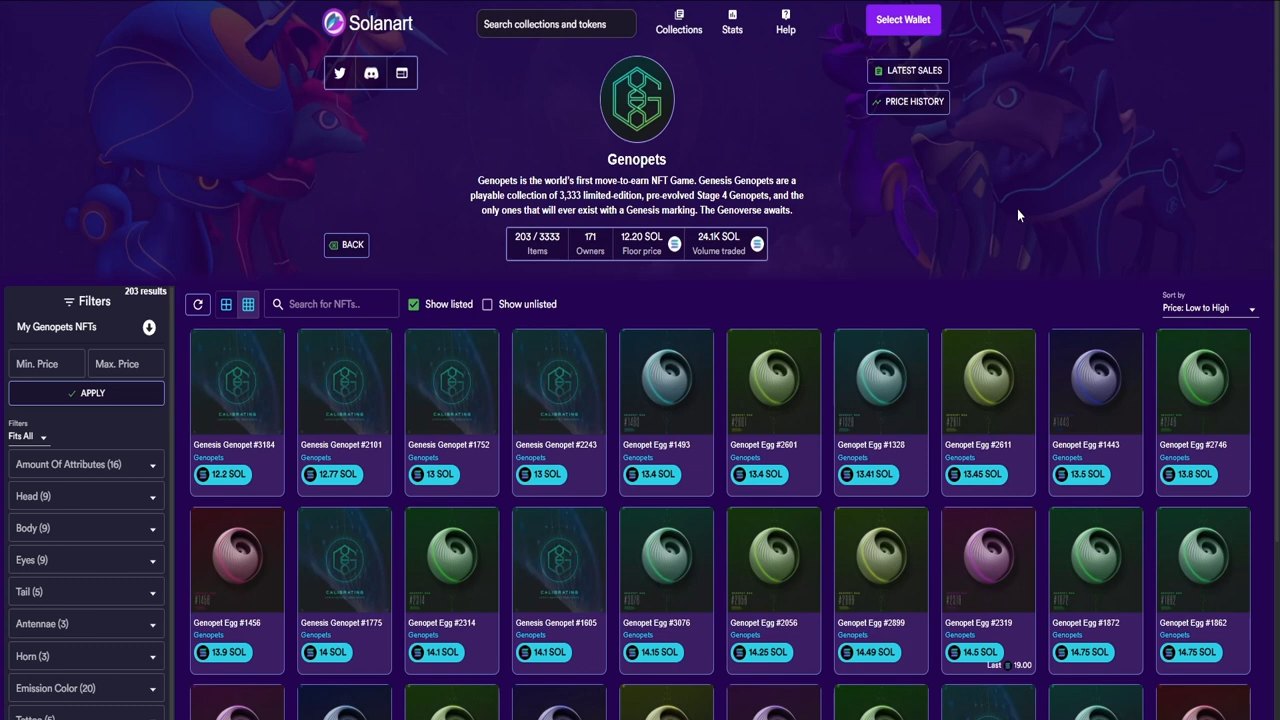 Solanart
Search collections and tokens
Collections
Stats
Help
Select Wallet
LATEST SALES
PRICE HISTORY
Genopets
Genopets is the world's first move-to-earn NFT Game. Genesis Genopets are a
playable collection of 3,333 limited-edition, pre-evolved Stage 4 Genopets, and the
only ones that will ever exist with a Genesis marking. The Genoverse awaits.
BACK
203 / 3333 171 12.20 SOL 24.1K SOL
Items Owners Floor price Volume traded
203 results
Filters
My Genopets NFTs
Min. Price Max. Price
APPLY
Filters
Fits All
Amount Of Attributes (16)
Head (9)
Body (9)
Eyes (9)
Tail (5)
Antennae (3)
Horn (3)
Emission Color (20)
Search for NFTs..
Show listed
Show unlisted
Sort by
Price: Low to High
CALIBRATING CALIBRATING CALIBRATING CALIBRATING
Genesis Genopet #3184 Genesis Genopet #2101 Genesis Genopet #1752 Genesis Genopet #2243 Genopet Egg #1493 Genopet Egg #2601 Genopet Egg #1328 Genopet Egg #2611 Genopet Egg #1443 Genopet Egg #2746
Genopets Genopets Genopets Genopets Genopets Genopets Genopets Genopets Genopets Genopets
12.2 SOL 12.77 SOL 13 SOL 13 SOL 13.4 SOL 13.4 SOL 13.41 SOL 13.45 SOL 13.5 SOL 13.8 SOL
CALIBRATING CALIBRATING
Genopet Egg #1456 Genesis Genopet #1775 Genopet Egg #2314 Genesis Genopet #1605 Genopet Egg #3076 Genopet Egg #2056 Genopet Egg #2899 Genopet Egg #2319 Genopet Egg #1872 Genopet Egg #1862
Genopets Genopets Genopets Genopets Genopets Genopets Genopets Genopets Genopets Genopets
13.9 SOL 14 SOL 14.1 SOL 14.1 SOL 14.15 SOL 14.25 SOL 14.49 SOL 14.5 SOL 14.75 SOL 14.75 SOL
Last 19.00